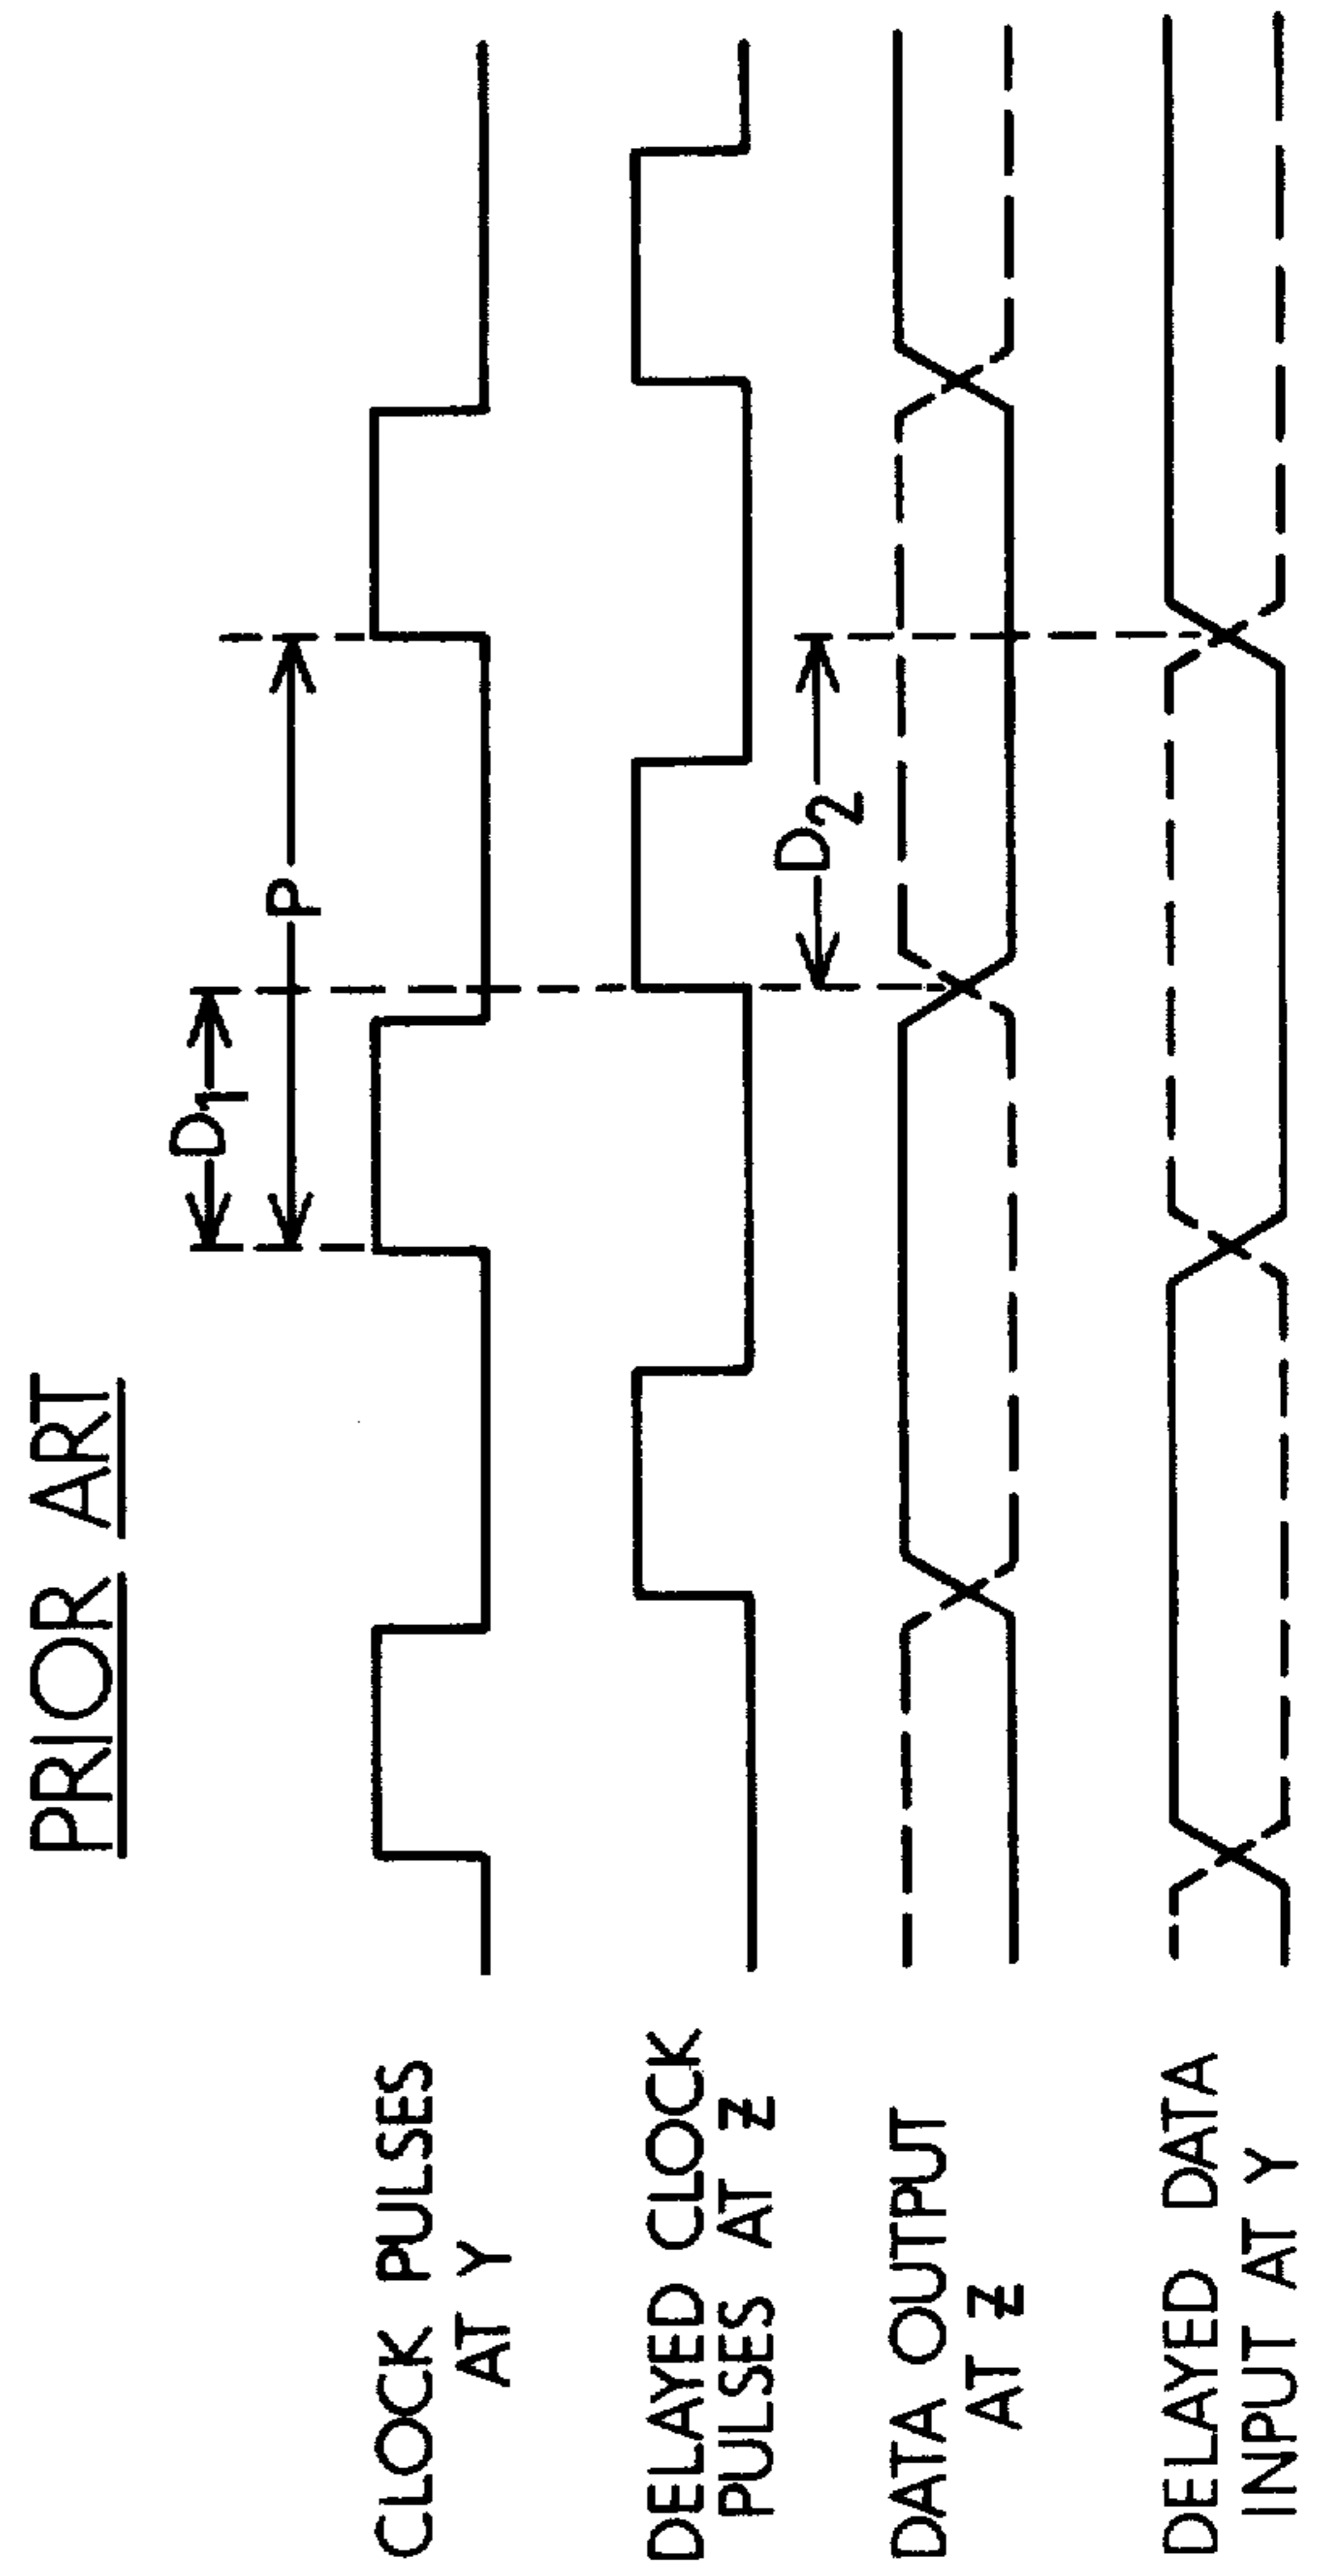 PRIOR ART
D1
P
CLOCK PULSES
AT Y
DELAYED CLOCK
PULSES AT Z
D2
DATA OUTPUT
AT Z
DELAYED DATA
INPUT AT Y